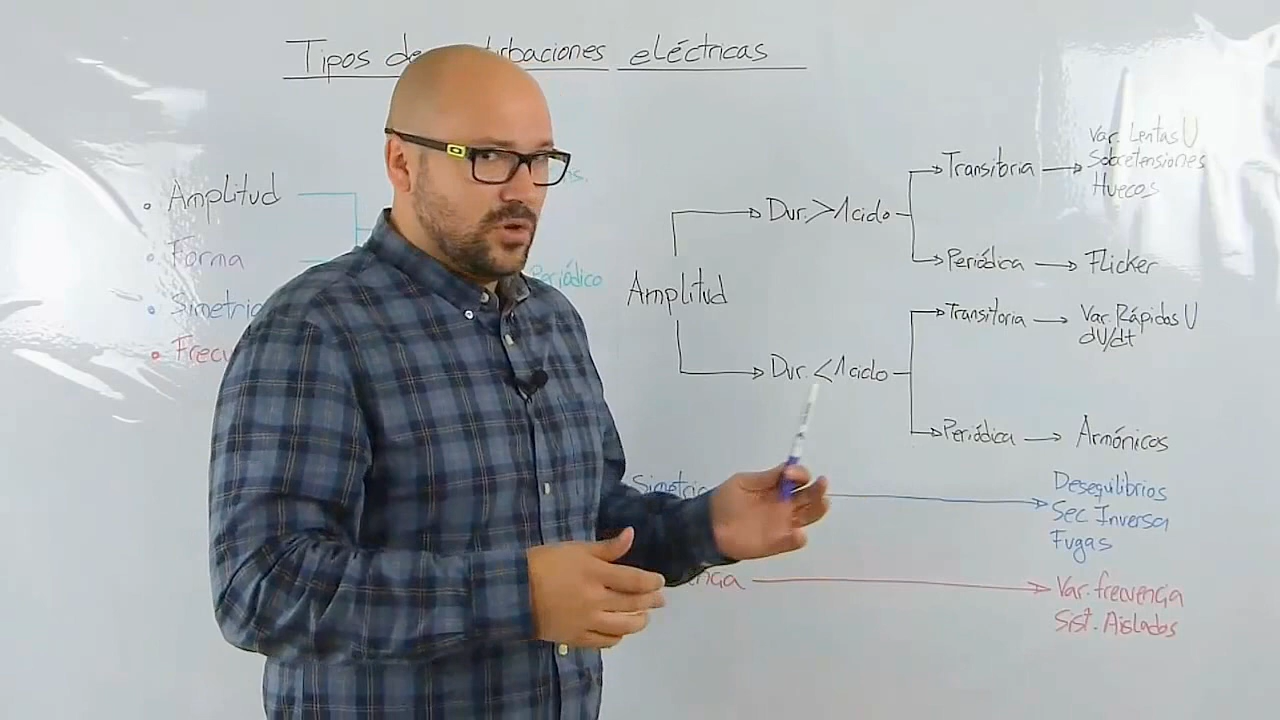 Tipos de rbaciones eléctricas
• Amplitud
• Forma
• Simetría
• Frecu
is.
Periódico
Amplitud
Dur. > 1 ciclo
Transitoria
Var. Lentas U
Sobretensiones
Huecos
Periódica
Flicker
Dur. < 1 ciclo
Transitoria
Var. Rápidas U
dU/dt
Periódica
Armónicos
Simetría
Desequilibrios
Sec Inversa
Fugas
encia
Var. frecuencia
Sist. Aislados